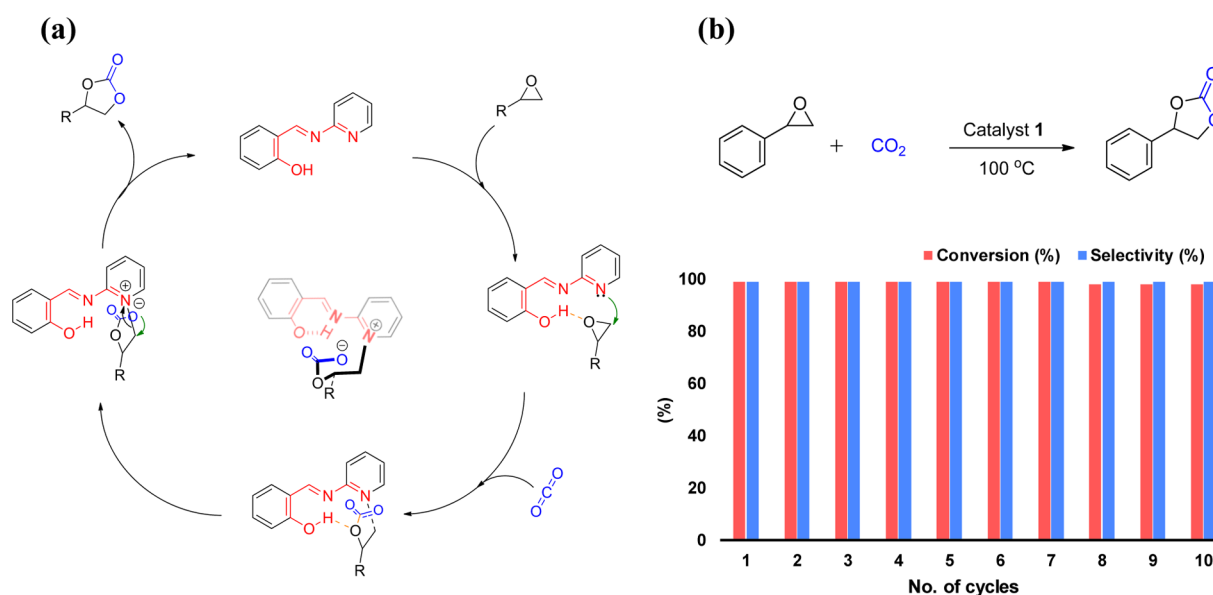 (a)
O
O
O
R
N
N
OH
O
R
N
N
O
H
O
R
O
C
O
N
N
O
H
O
O
O
R
N
N
⊕
⊖
O
H
O
O
O
R
N
N
⊕
O
H
O
O
⊖
O
R
(b)
O
+
CO2
Catalyst 1
100 °C
O
O
O
Conversion (%)
Selectivity (%)
(%)
100
80
60
40
20
0
1 2 3 4 5 6 7 8 9 10
No. of cycles